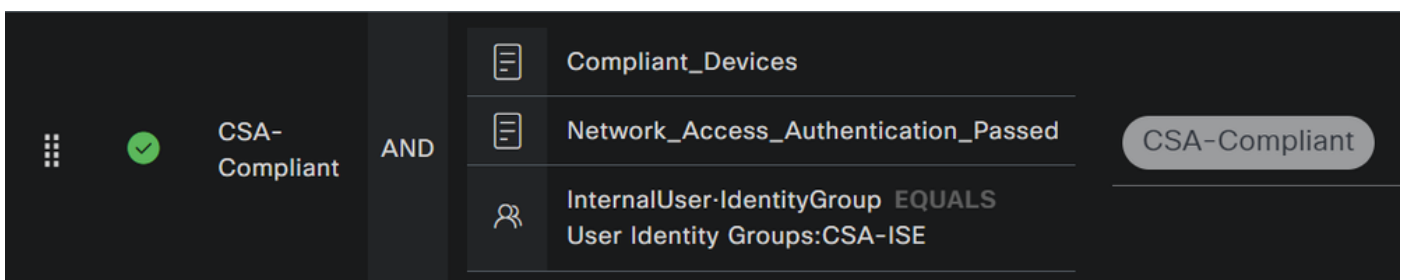 CSA-
Compliant
AND
Compliant_Devices
Network_Access_Authentication_Passed
InternalUser·IdentityGroup EQUALS
User Identity Groups:CSA-ISE
CSA-Compliant